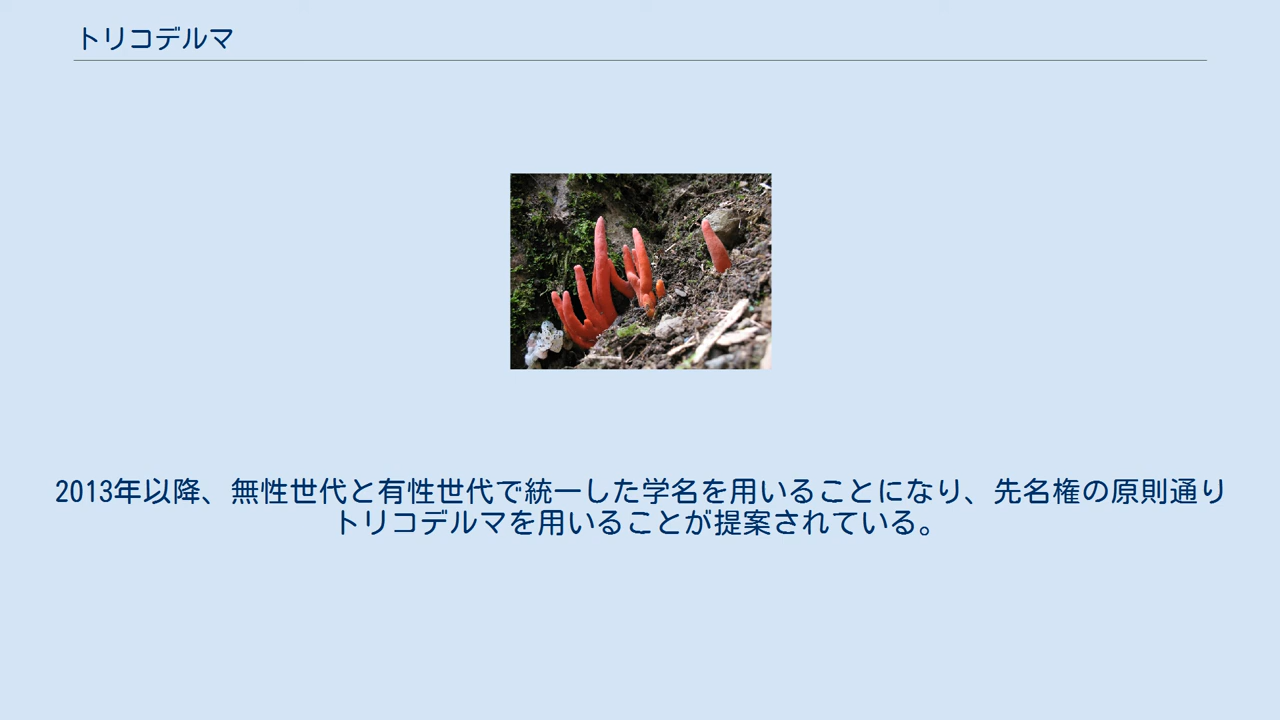 トリコデルマ
2013年以降、無性世代と有性世代で統一した学名を用いることになり、先名権の原則通り
トリコデルマを用いることが提案されている。